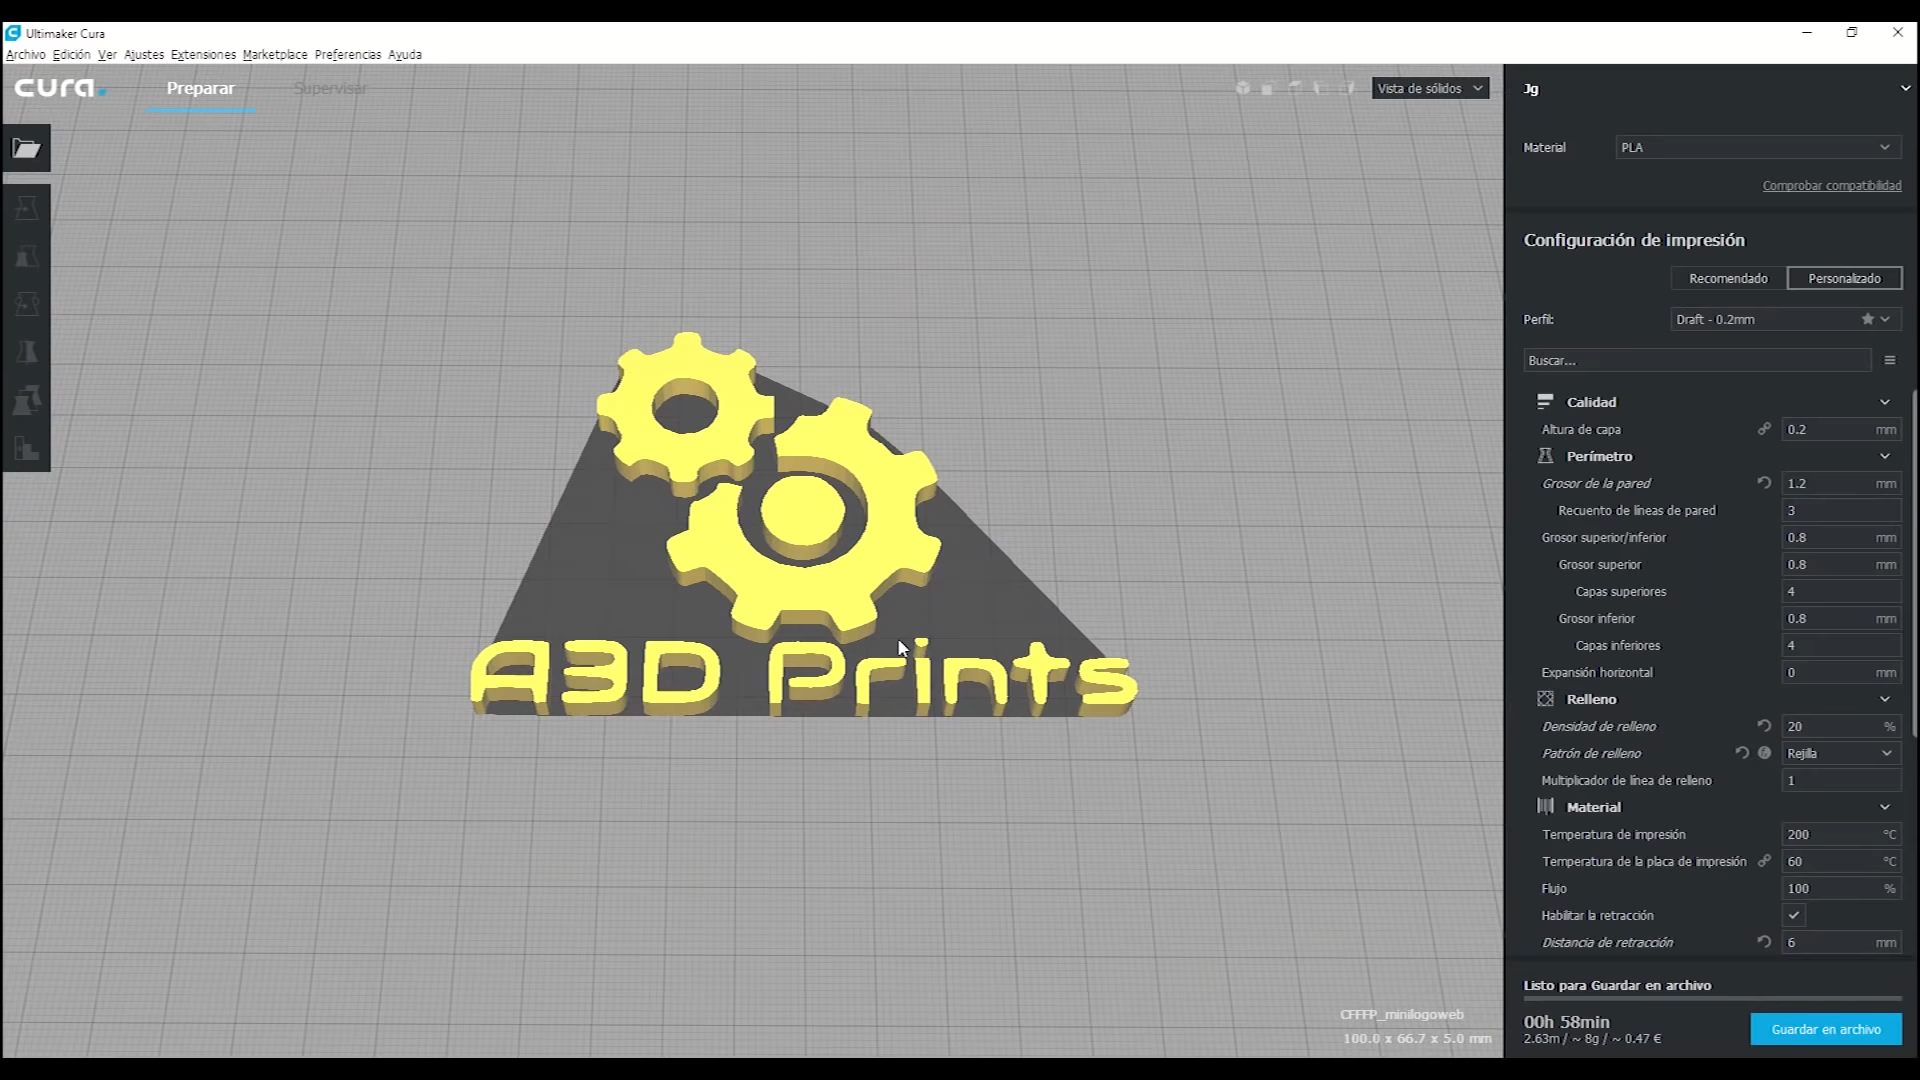 Ultimaker Cura
Archivo Edición Ver Ajustes Extensiones Marketplace Preferencias Ayuda
cura. Preparar Supervisar Vista de sólidos
Jg
Material PLA
Comprobar compatibilidad
Configuración de impresión
Recomendado Personalizado
Perfil: Draft - 0.2mm
Buscar...
Calidad
Altura de capa 0.2 mm
Perímetro
Grosor de la pared 1.2 mm
Recuento de líneas de pared 3
Grosor superior/inferior 0.8 mm
Grosor superior 0.8 mm
Capas superiores 4
Grosor inferior 0.8 mm
Capas inferiores 4
Expansión horizontal 0 mm
Relleno
Densidad de relleno 20 %
Patrón de relleno Rejilla
Multiplicador de línea de relleno 1
Material
Temperatura de impresión 200 °C
Temperatura de la placa de impresión 60 °C
Flujo 100 %
Habilitar la retracción
Distancia de retracción 6 mm
Listo para Guardar en archivo
00h 58min
2.63m / ~ 8g / ~ 0.47 €
Guardar en archivo
A3D Prints
CFFFP_minilogoweb
100.0 x 66.7 x 5.0 mm